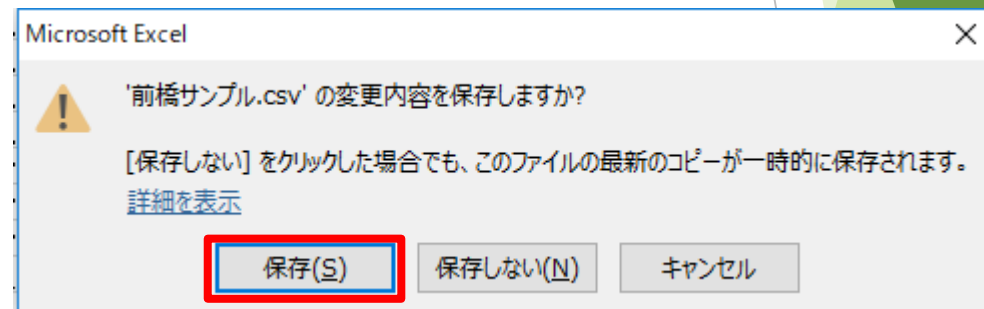 Microsoft Excel
'前橋サンプル.csv' の変更内容を保存しますか?
[保存しない] をクリックした場合でも、このファイルの最新のコピーが一時的に保存されます。
詳細を表示
保存(S) 保存しない(N) キャンセル